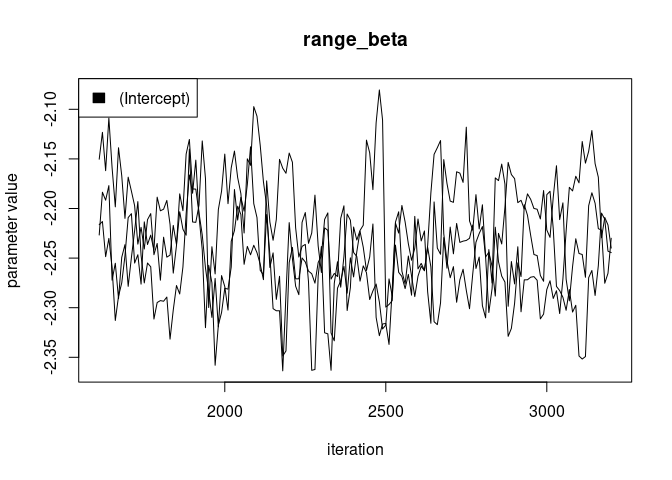 range_beta
(Intercept)
parameter value
-2.10
-2.15
-2.20
-2.25
-2.30
-2.35
2000
2500
3000
iteration